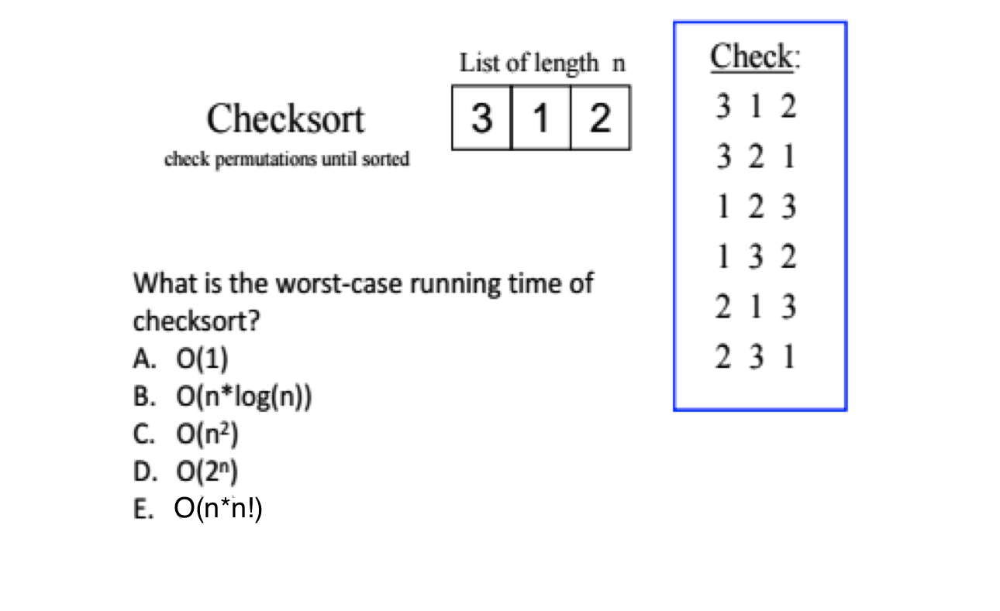 List of length n
3 1 2
Checksort
check permutations until sorted
Check:
3 1 2
3 2 1
1 2 3
1 3 2
2 1 3
2 3 1
What is the worst-case running time of
checksort?
A. O(1)
B. O(n*log(n))
C. O(n²)
D. O(2ⁿ)
E. O(n*n!)